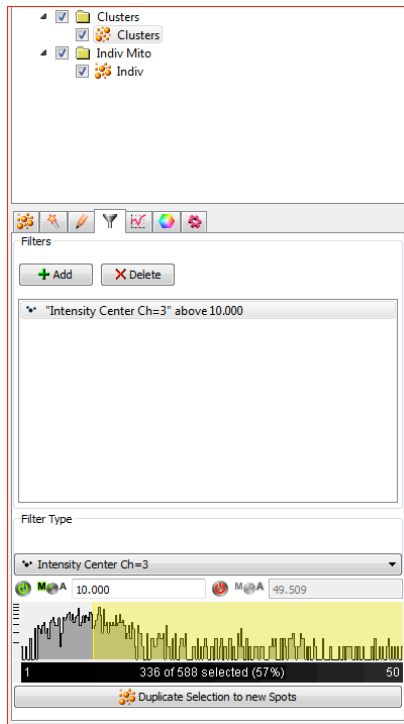 Clusters
Clusters
Indiv Mito
Indiv
Filters
Add Delete
"Intensity Center Ch=3" above 10.000
Filter Type
Intensity Center Ch=3
M A 10.000 M A 49.509
1 336 of 588 selected (57%) 50
Duplicate Selection to new Spots